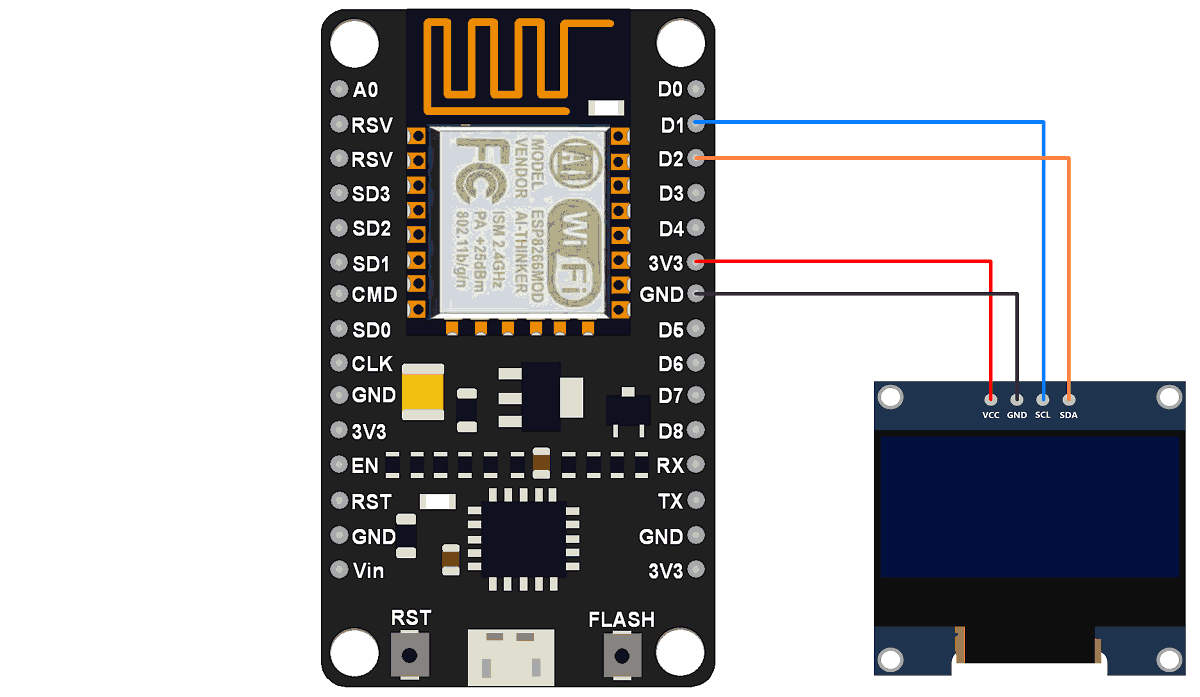 A0
RSV
RSV
SD3
SD2
SD1
CMD
SD0
CLK
GND
3V3
EN
RST
GND
Vin
D0
D1
D2
D3
D4
3V3
GND
D5
D6
D7
D8
RX
TX
GND
3V3
MODEL ESP8266MOD
VENDOR AI-THINKER
ISM 2.4GHz
PA +25dBm
802.11b/g/n
FC
Ai
Wi Fi
RST
FLASH
VCC GND SCL SDA